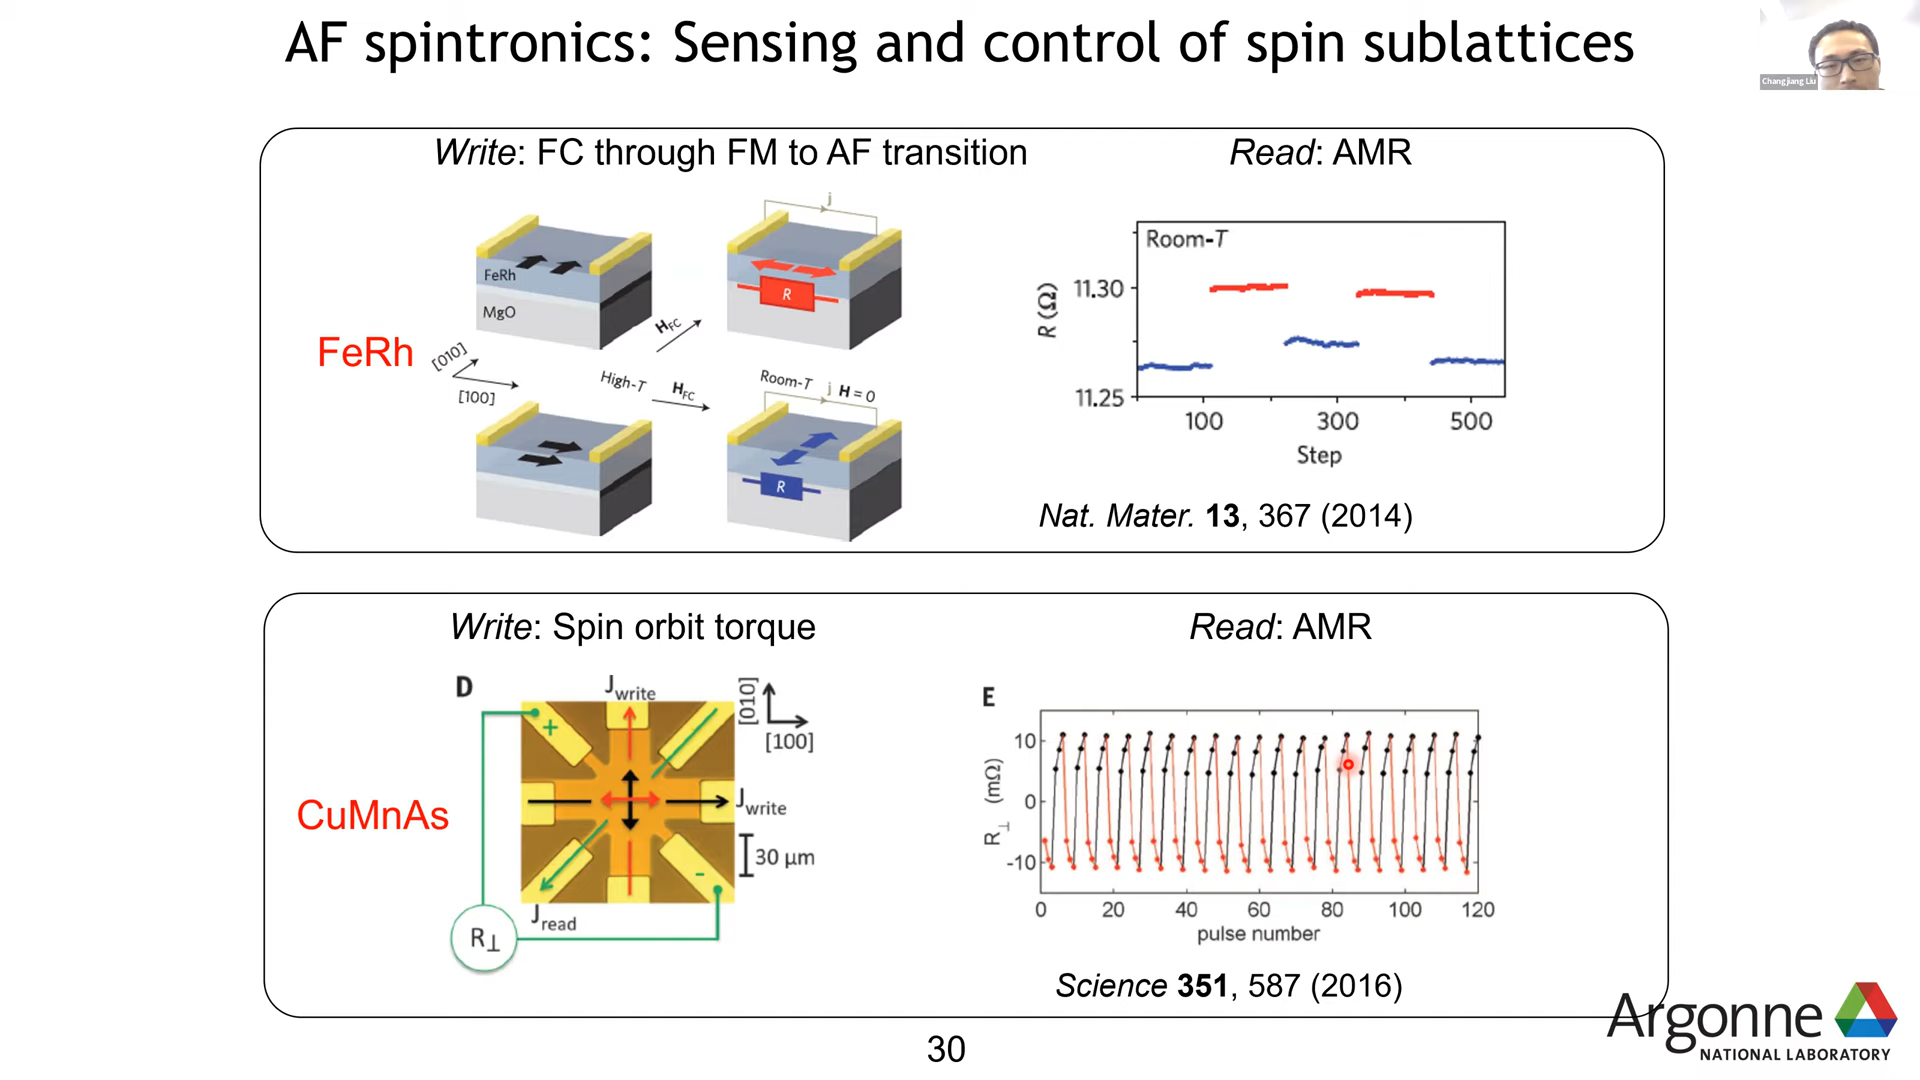 AF spintronics: Sensing and control of spin sublattices
Changjiang Liu
Write: FC through FM to AF transition
Read: AMR
FeRh
FeRh
MgO
[010]
[100]
High-T
H_FC
H_FC
j
R
Room-T
j H = 0
R
Room-T
R (Ω)
11.30
11.25
100
300
500
Step
Nat. Mater. 13, 367 (2014)
Write: Spin orbit torque
Read: AMR
CuMnAs
D
J_write
[010]
[100]
+
J_write
30 μm
-
J_read
R⊥
E
R⊥ (mΩ)
10
0
-10
0 20 40 60 80 100 120
pulse number
Science 351, 587 (2016)
Argonne
NATIONAL LABORATORY
30